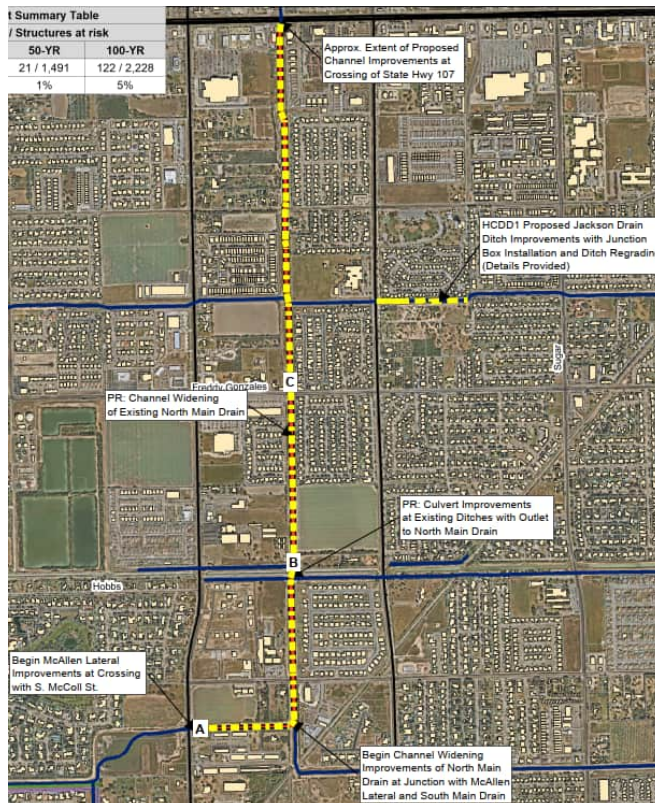 t Summary Table
/ Structures at risk
50-YR 100-YR
21 / 1,491 122 / 2,228
1% 5%
Approx. Extent of Proposed
Channel Improvements at
Crossing of State Hwy 107
HCDD1 Proposed Jackson Drain
Ditch Improvements with Junction
Box Installation and Ditch Regradin
(Details Provided)
Sugar
C
Freddy Gonzales
PR: Channel Widening
of Existing North Main Drain
PR: Culvert Improvements
at Existing Ditches with Outlet
to North Main Drain
B
Hobbs
Begin McAllen Lateral
Improvements at Crossing
with S. McColl St.
A
Begin Channel Widening
Improvements of North Main
Drain at Junction with McAllen
Lateral and South Main Drain